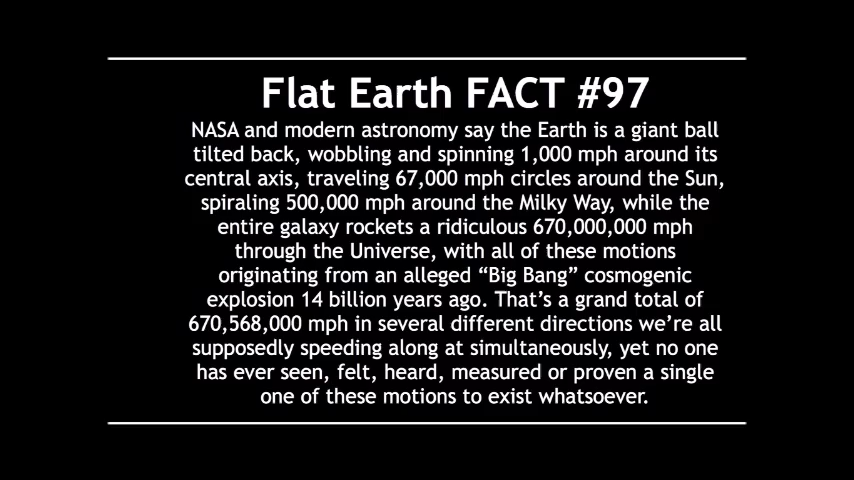 Flat Earth FACT #97
NASA and modern astronomy say the Earth is a giant ball
tilted back, wobbling and spinning 1,000 mph around its
central axis, traveling 67,000 mph circles around the Sun,
spiraling 500,000 mph around the Milky Way, while the
entire galaxy rockets a ridiculous 670,000,000 mph
through the Universe, with all of these motions
originating from an alleged “Big Bang” cosmogenic
explosion 14 billion years ago. That’s a grand total of
670,568,000 mph in several different directions we’re all
supposedly speeding along at simultaneously, yet no one
has ever seen, felt, heard, measured or proven a single
one of these motions to exist whatsoever.